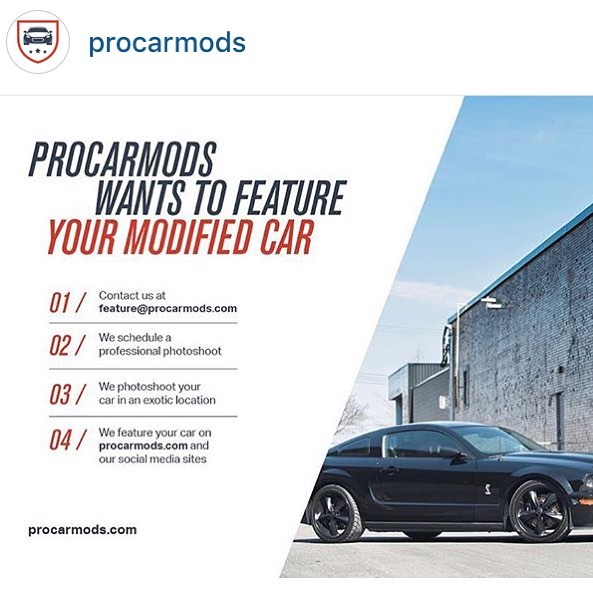 procarmods
PROCARMODS
WANTS TO FEATURE
YOUR MODIFIED CAR
01 / Contact us at
feature@procarmods.com
02 / We schedule a
professional photoshoot
03 / We photoshoot your
car in an exotic location
04 / We feature your car on
procarmods.com and
our social media sites
procarmods.com